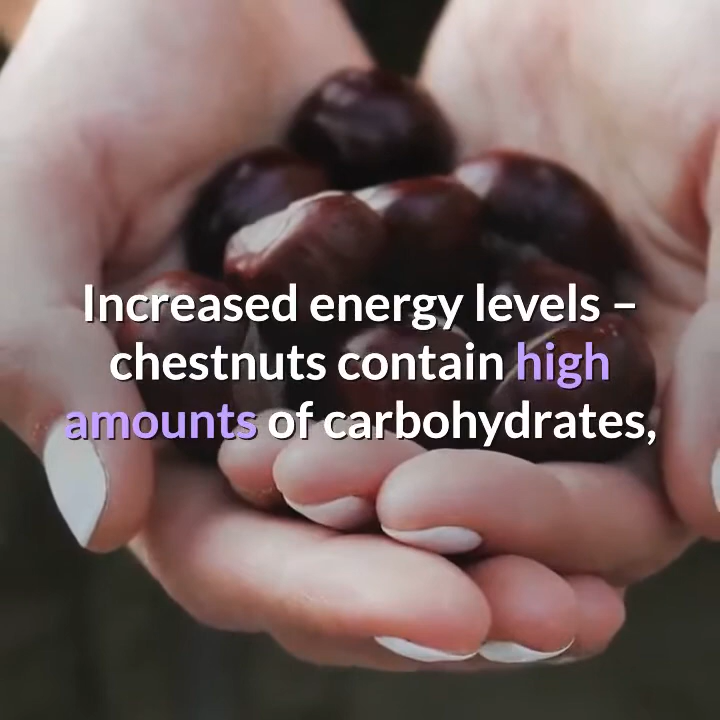 Increased energy levels –
chestnuts contain high
amounts of carbohydrates,